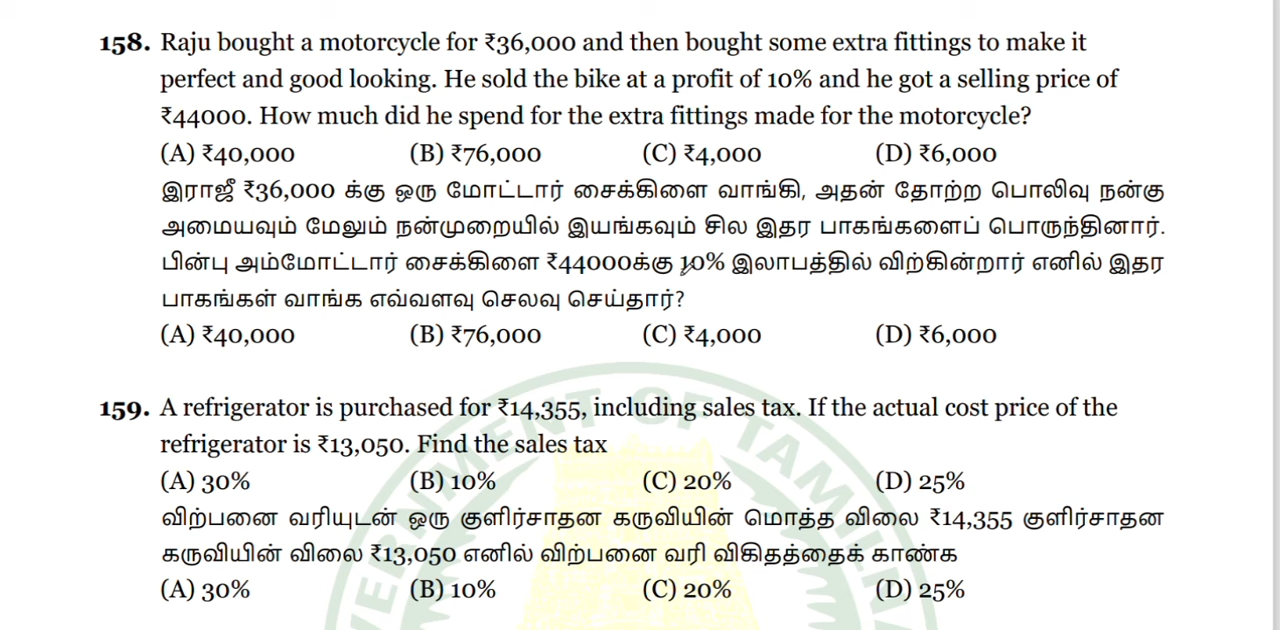 158. Raju bought a motorcycle for ₹36,000 and then bought some extra fittings to make it
perfect and good looking. He sold the bike at a profit of 10% and he got a selling price of
₹44000. How much did he spend for the extra fittings made for the motorcycle?
(A) ₹40,000 (B) ₹76,000 (C) ₹4,000 (D) ₹6,000
இராஜீ ₹36,000 க்கு ஒரு மோட்டார் சைக்கிளை வாங்கி, அதன் தோற்ற பொலிவு நன்கு
அமையவும் மேலும் நன்முறையில் இயங்கவும் சில இதர பாகங்களைப் பொருந்தினார்.
பின்பு அம்மோட்டார் சைக்கிளை ₹44000க்கு 10% இலாபத்தில் விற்கின்றார் எனில் இதர
பாகங்கள் வாங்க எவ்வளவு செலவு செய்தார்?
(A) ₹40,000 (B) ₹76,000 (C) ₹4,000 (D) ₹6,000
159. A refrigerator is purchased for ₹14,355, including sales tax. If the actual cost price of the
refrigerator is ₹13,050. Find the sales tax
(A) 30% (B) 10% (C) 20% (D) 25%
விற்பனை வரியுடன் ஒரு குளிர்சாதன கருவியின் மொத்த விலை ₹14,355 குளிர்சாதன
கருவியின் விலை ₹13,050 எனில் விற்பனை வரி விகிதத்தைக் காண்க
(A) 30% (B) 10% (C) 20% (D) 25%